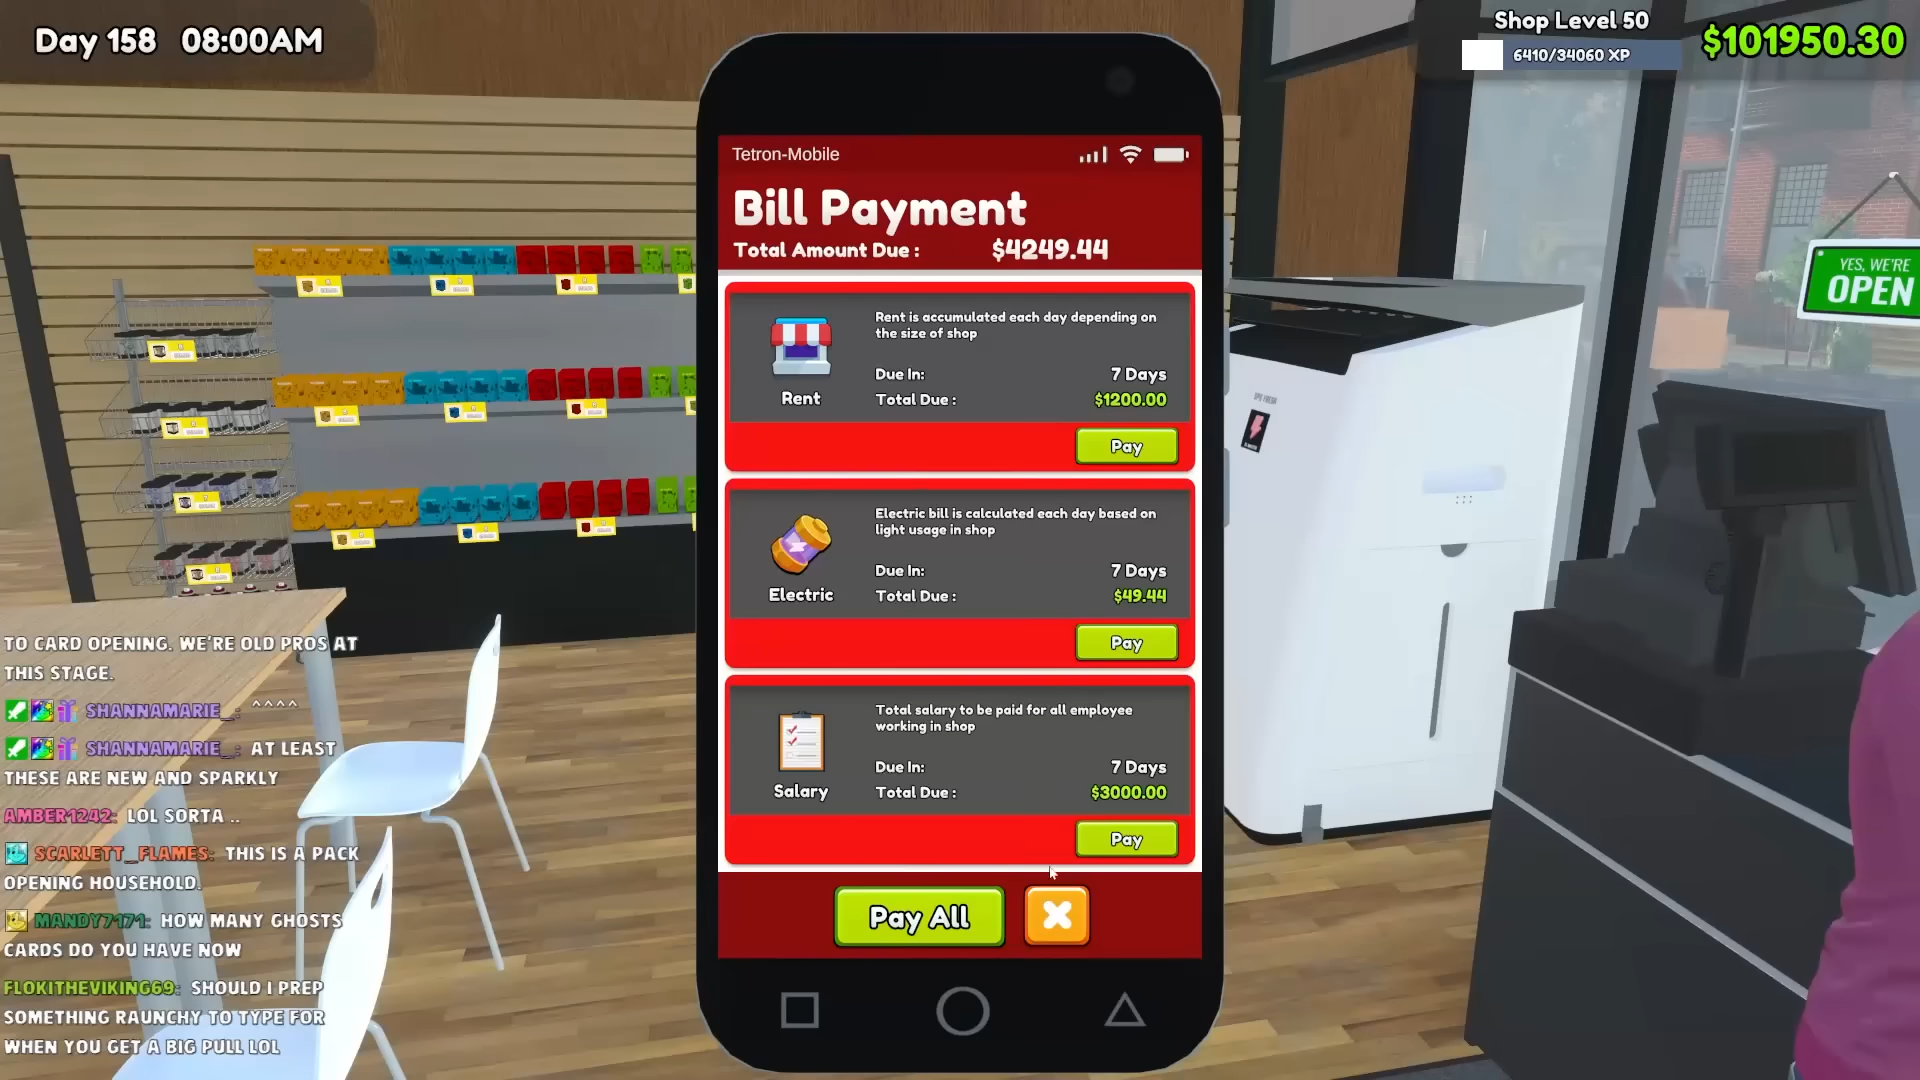 Day 158 08:00AM
Shop Level 50
6410/34060 XP
$101950.30
Tetron-Mobile
Bill Payment
Total Amount Due : $4249.44
Rent is accumulated each day depending on
the size of shop
Due In: 7 Days
Total Due : $1200.00
Rent
Pay
Electric bill is calculated each day based on
light usage in shop
Due In: 7 Days
Total Due : $49.44
Electric
Pay
Total salary to be paid for all employee
working in shop
Due In: 7 Days
Total Due : $3000.00
Salary
Pay
Pay All
YES, WE'RE
OPEN
TO CARD OPENING. WE'RE OLD PROS AT
THIS STAGE.
SHANNAMARIE_: ^^^^
SHANNAMARIE_: AT LEAST
THESE ARE NEW AND SPARKLY
AMBER1242: LOL SORTA ..
SCARLETT_FLAMES: THIS IS A PACK
OPENING HOUSEHOLD.
MANDY7171: HOW MANY GHOSTS
CARDS DO YOU HAVE NOW
FLOKITHEVIKING69: SHOULD I PREP
SOMETHING RAUNCHY TO TYPE FOR
WHEN YOU GET A BIG PULL LOL